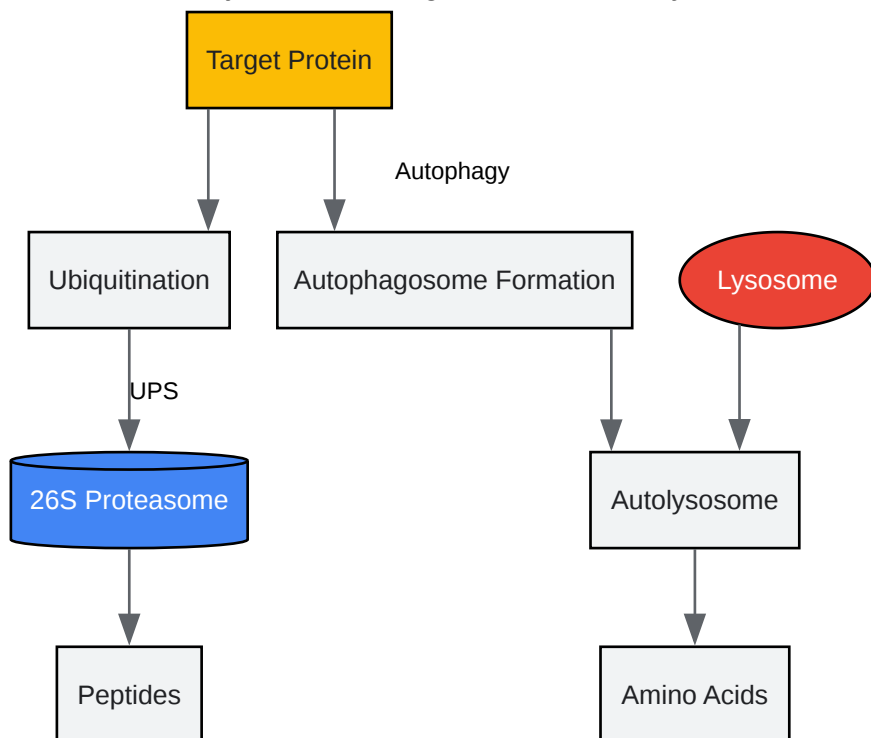 Target Protein
Autophagy
Ubiquitination
Autophagosome Formation
Lysosome
UPS
26S Proteasome
Autolysosome
Peptides
Amino Acids